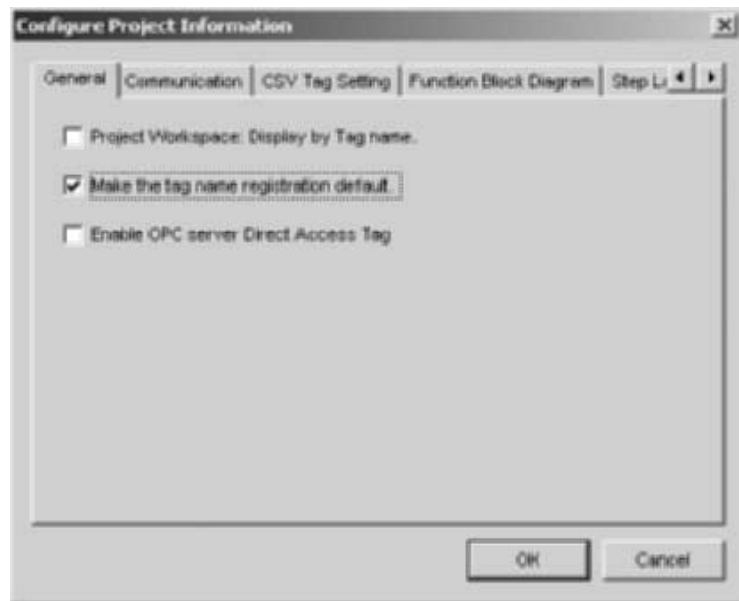 Configure Project Information
General Communication CSV Tag Setting Function Block Diagram Step L
Project Workspace: Display by Tag name.
Make the tag name registration default.
Enable OPC server Direct Access Tag
OK Cancel